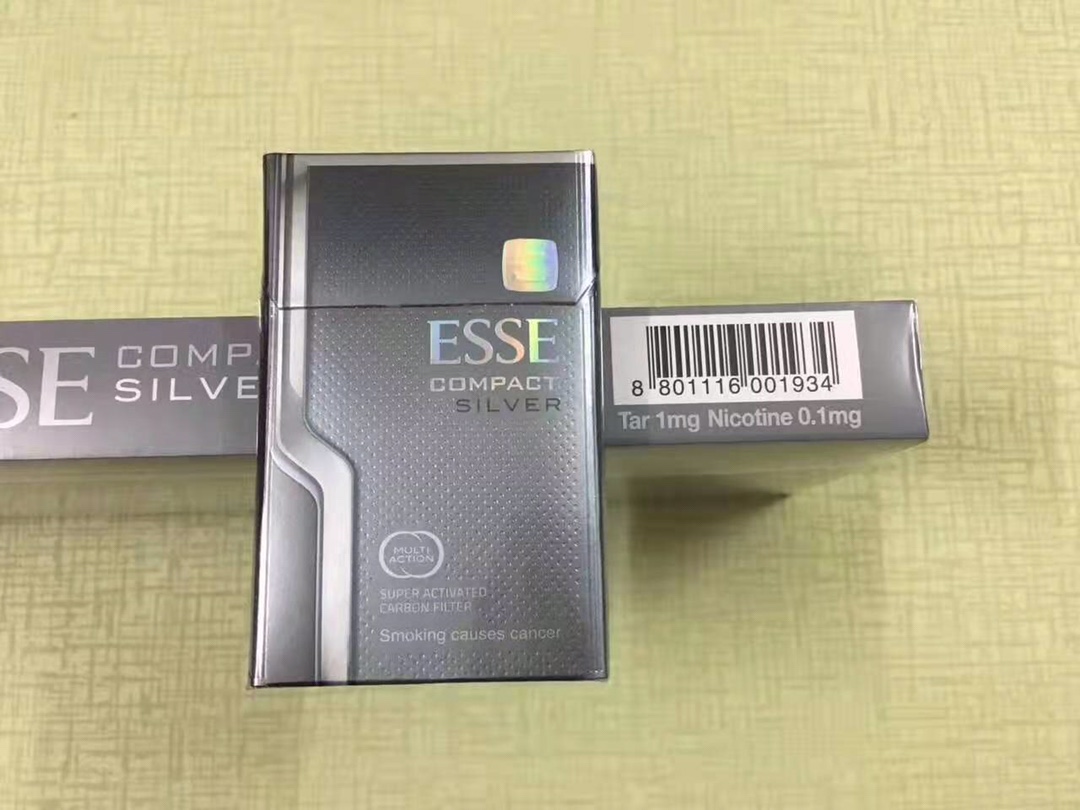 ESSE
COMPACT
SILVER
MULTI
ACTION
SUPER ACTIVATED
CARBON FILTER
Smoking causes cancer
SE COMP
SILVE
8 801116 001934
Tar 1mg Nicotine 0.1mg